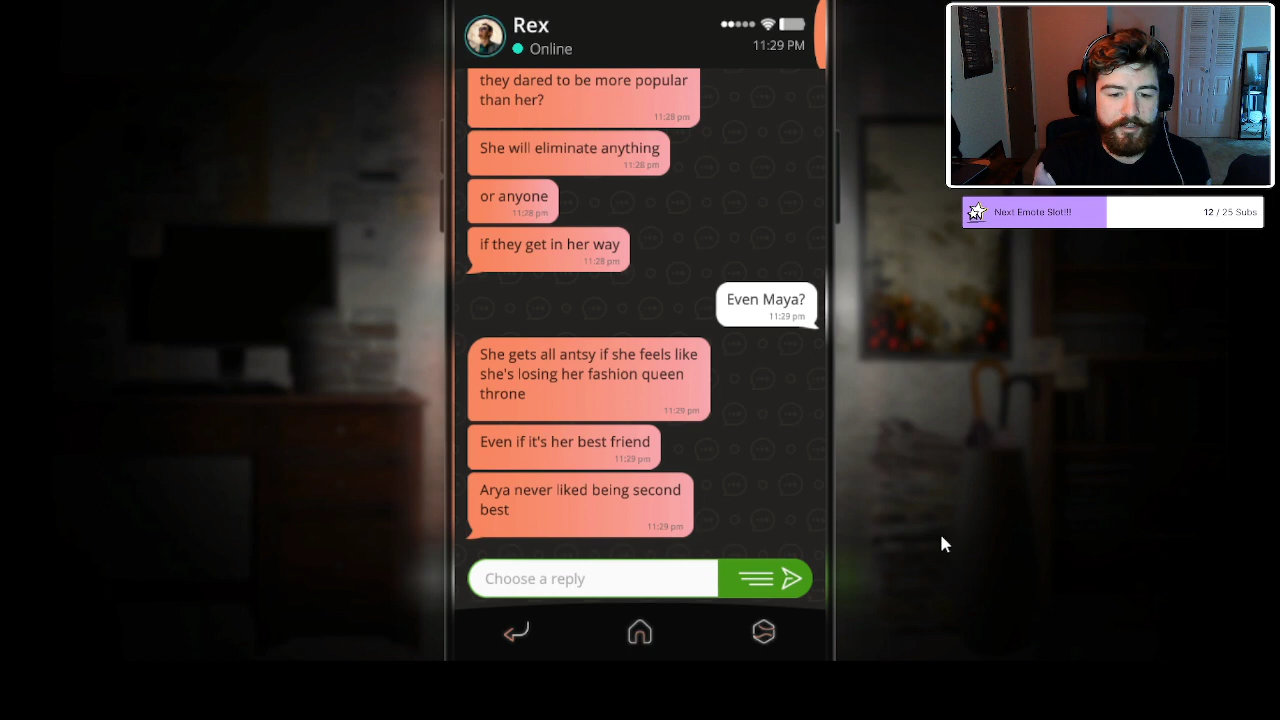 Rex
Online
11:29 PM
they dared to be more popular
than her?
11:28 pm
She will eliminate anything
11:28 pm
or anyone
11:28 pm
if they get in her way
11:28 pm
Even Maya?
11:29 pm
She gets all antsy if she feels like
she's losing her fashion queen
throne
11:29 pm
Even if it's her best friend
11:29 pm
Arya never liked being second
best
11:29 pm
Choose a reply
Next Emote Slot!!!
12 / 25 Subs